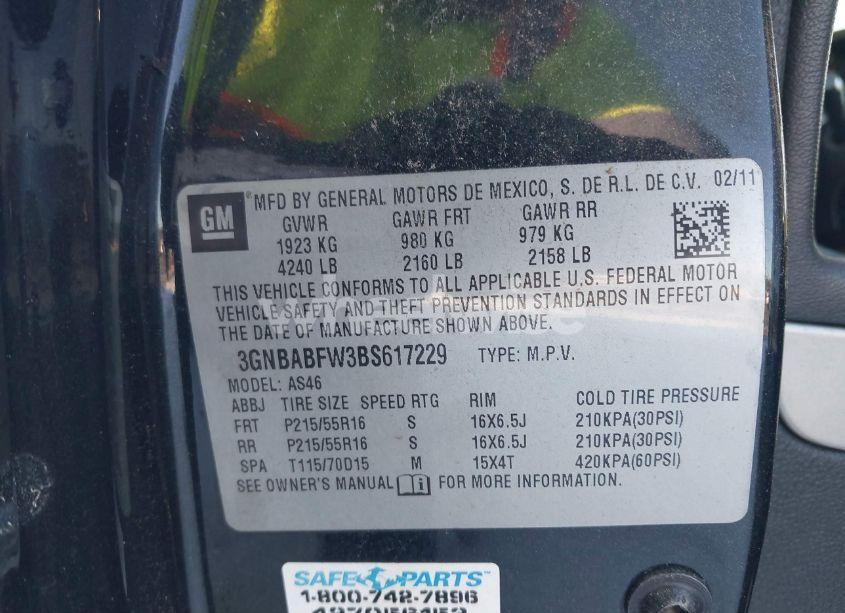 GM
MFD BY GENERAL MOTORS DE MEXICO, S. DE R.L. DE C.V. 02/11
GVWR GAWR FRT GAWR RR
1923 KG 980 KG 979 KG
4240 LB 2160 LB 2158 LB
THIS VEHICLE CONFORMS TO ALL APPLICABLE U.S. FEDERAL MOTOR
VEHICLE SAFETY AND THEFT PREVENTION STANDARDS IN EFFECT ON
THE DATE OF MANUFACTURE SHOWN ABOVE.
3GNBABFW3BS617229 TYPE: M.P.V.
MODEL: AS46
ABBJ TIRE SIZE SPEED RTG RIM COLD TIRE PRESSURE
FRT P215/55R16 S 16X6.5J 210KPA(30PSI)
RR P215/55R16 S 16X6.5J 210KPA(30PSI)
SPA T115/70D15 M 15X4T 420KPA(60PSI)
SEE OWNER'S MANUAL FOR MORE INFORMATION.
SAFE PARTS
1-800-742-7896